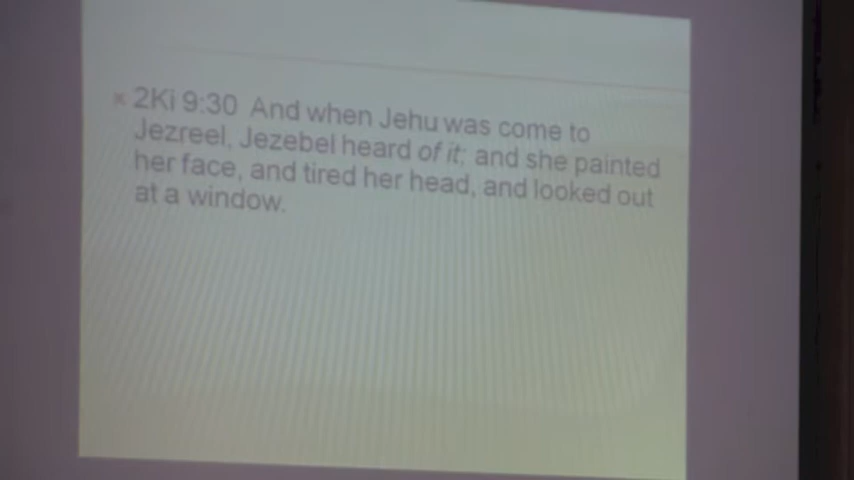 2Ki 9:30 And when Jehu was come to
Jezreel, Jezebel heard of it; and she painted
her face, and tired her head, and looked out
at a window.